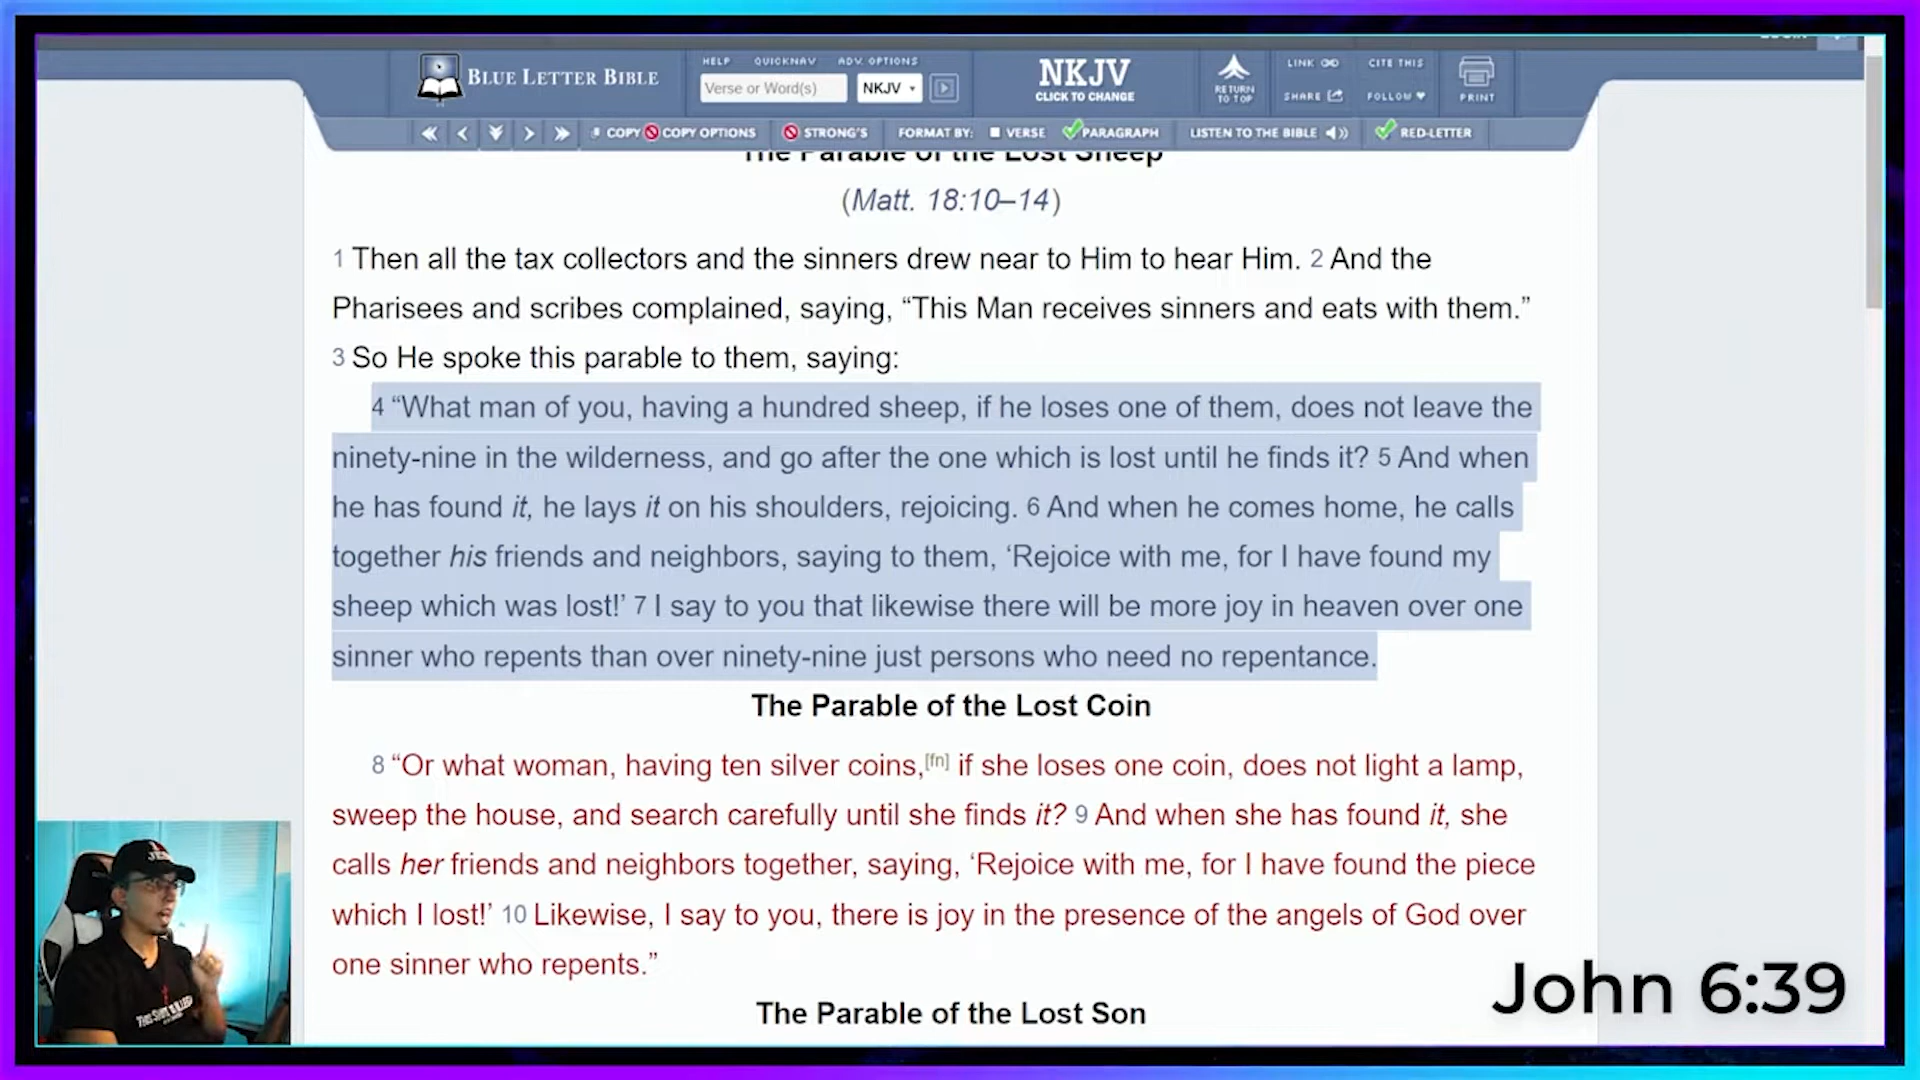 BLUE LETTER BIBLE
HELP QUICKNAV ADV. OPTIONS
Verse or Word(s)
NKJV
NKJV
CLICK TO CHANGE
RETURN
TO TOP
LINK
CITE THIS
SHARE
FOLLOW
PRINT
COPY COPY OPTIONS STRONG'S FORMAT BY: VERSE PARAGRAPH LISTEN TO THE BIBLE RED-LETTER
The Parable of the Lost Sheep
(Matt. 18:10–14)
1 Then all the tax collectors and the sinners drew near to Him to hear Him. 2 And the
Pharisees and scribes complained, saying, “This Man receives sinners and eats with them.”
3 So He spoke this parable to them, saying:
4 “What man of you, having a hundred sheep, if he loses one of them, does not leave the
ninety-nine in the wilderness, and go after the one which is lost until he finds it? 5 And when
he has found it, he lays it on his shoulders, rejoicing. 6 And when he comes home, he calls
together his friends and neighbors, saying to them, ‘Rejoice with me, for I have found my
sheep which was lost!’ 7 I say to you that likewise there will be more joy in heaven over one
sinner who repents than over ninety-nine just persons who need no repentance.
The Parable of the Lost Coin
8 “Or what woman, having ten silver coins,[fn] if she loses one coin, does not light a lamp,
sweep the house, and search carefully until she finds it? 9 And when she has found it, she
calls her friends and neighbors together, saying, ‘Rejoice with me, for I have found the piece
which I lost!’ 10 Likewise, I say to you, there is joy in the presence of the angels of God over
one sinner who repents.”
The Parable of the Lost Son
John 6:39